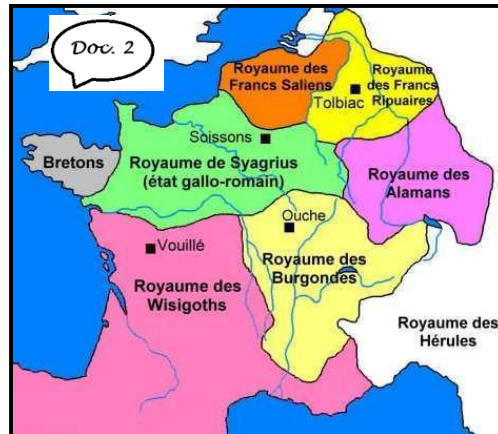 Doc. 2
Royaume des
Francs Saliens
Royaume
des Francs
Ripuaires
Tolbiac
Soissons
Bretons
Royaume de Syagrius
(état gallo-romain)
Royaume des
Alamans
Ouche
Vouillé
Royaume des
Burgondes
Royaume des
Wisigoths
Royaume des
Hérules